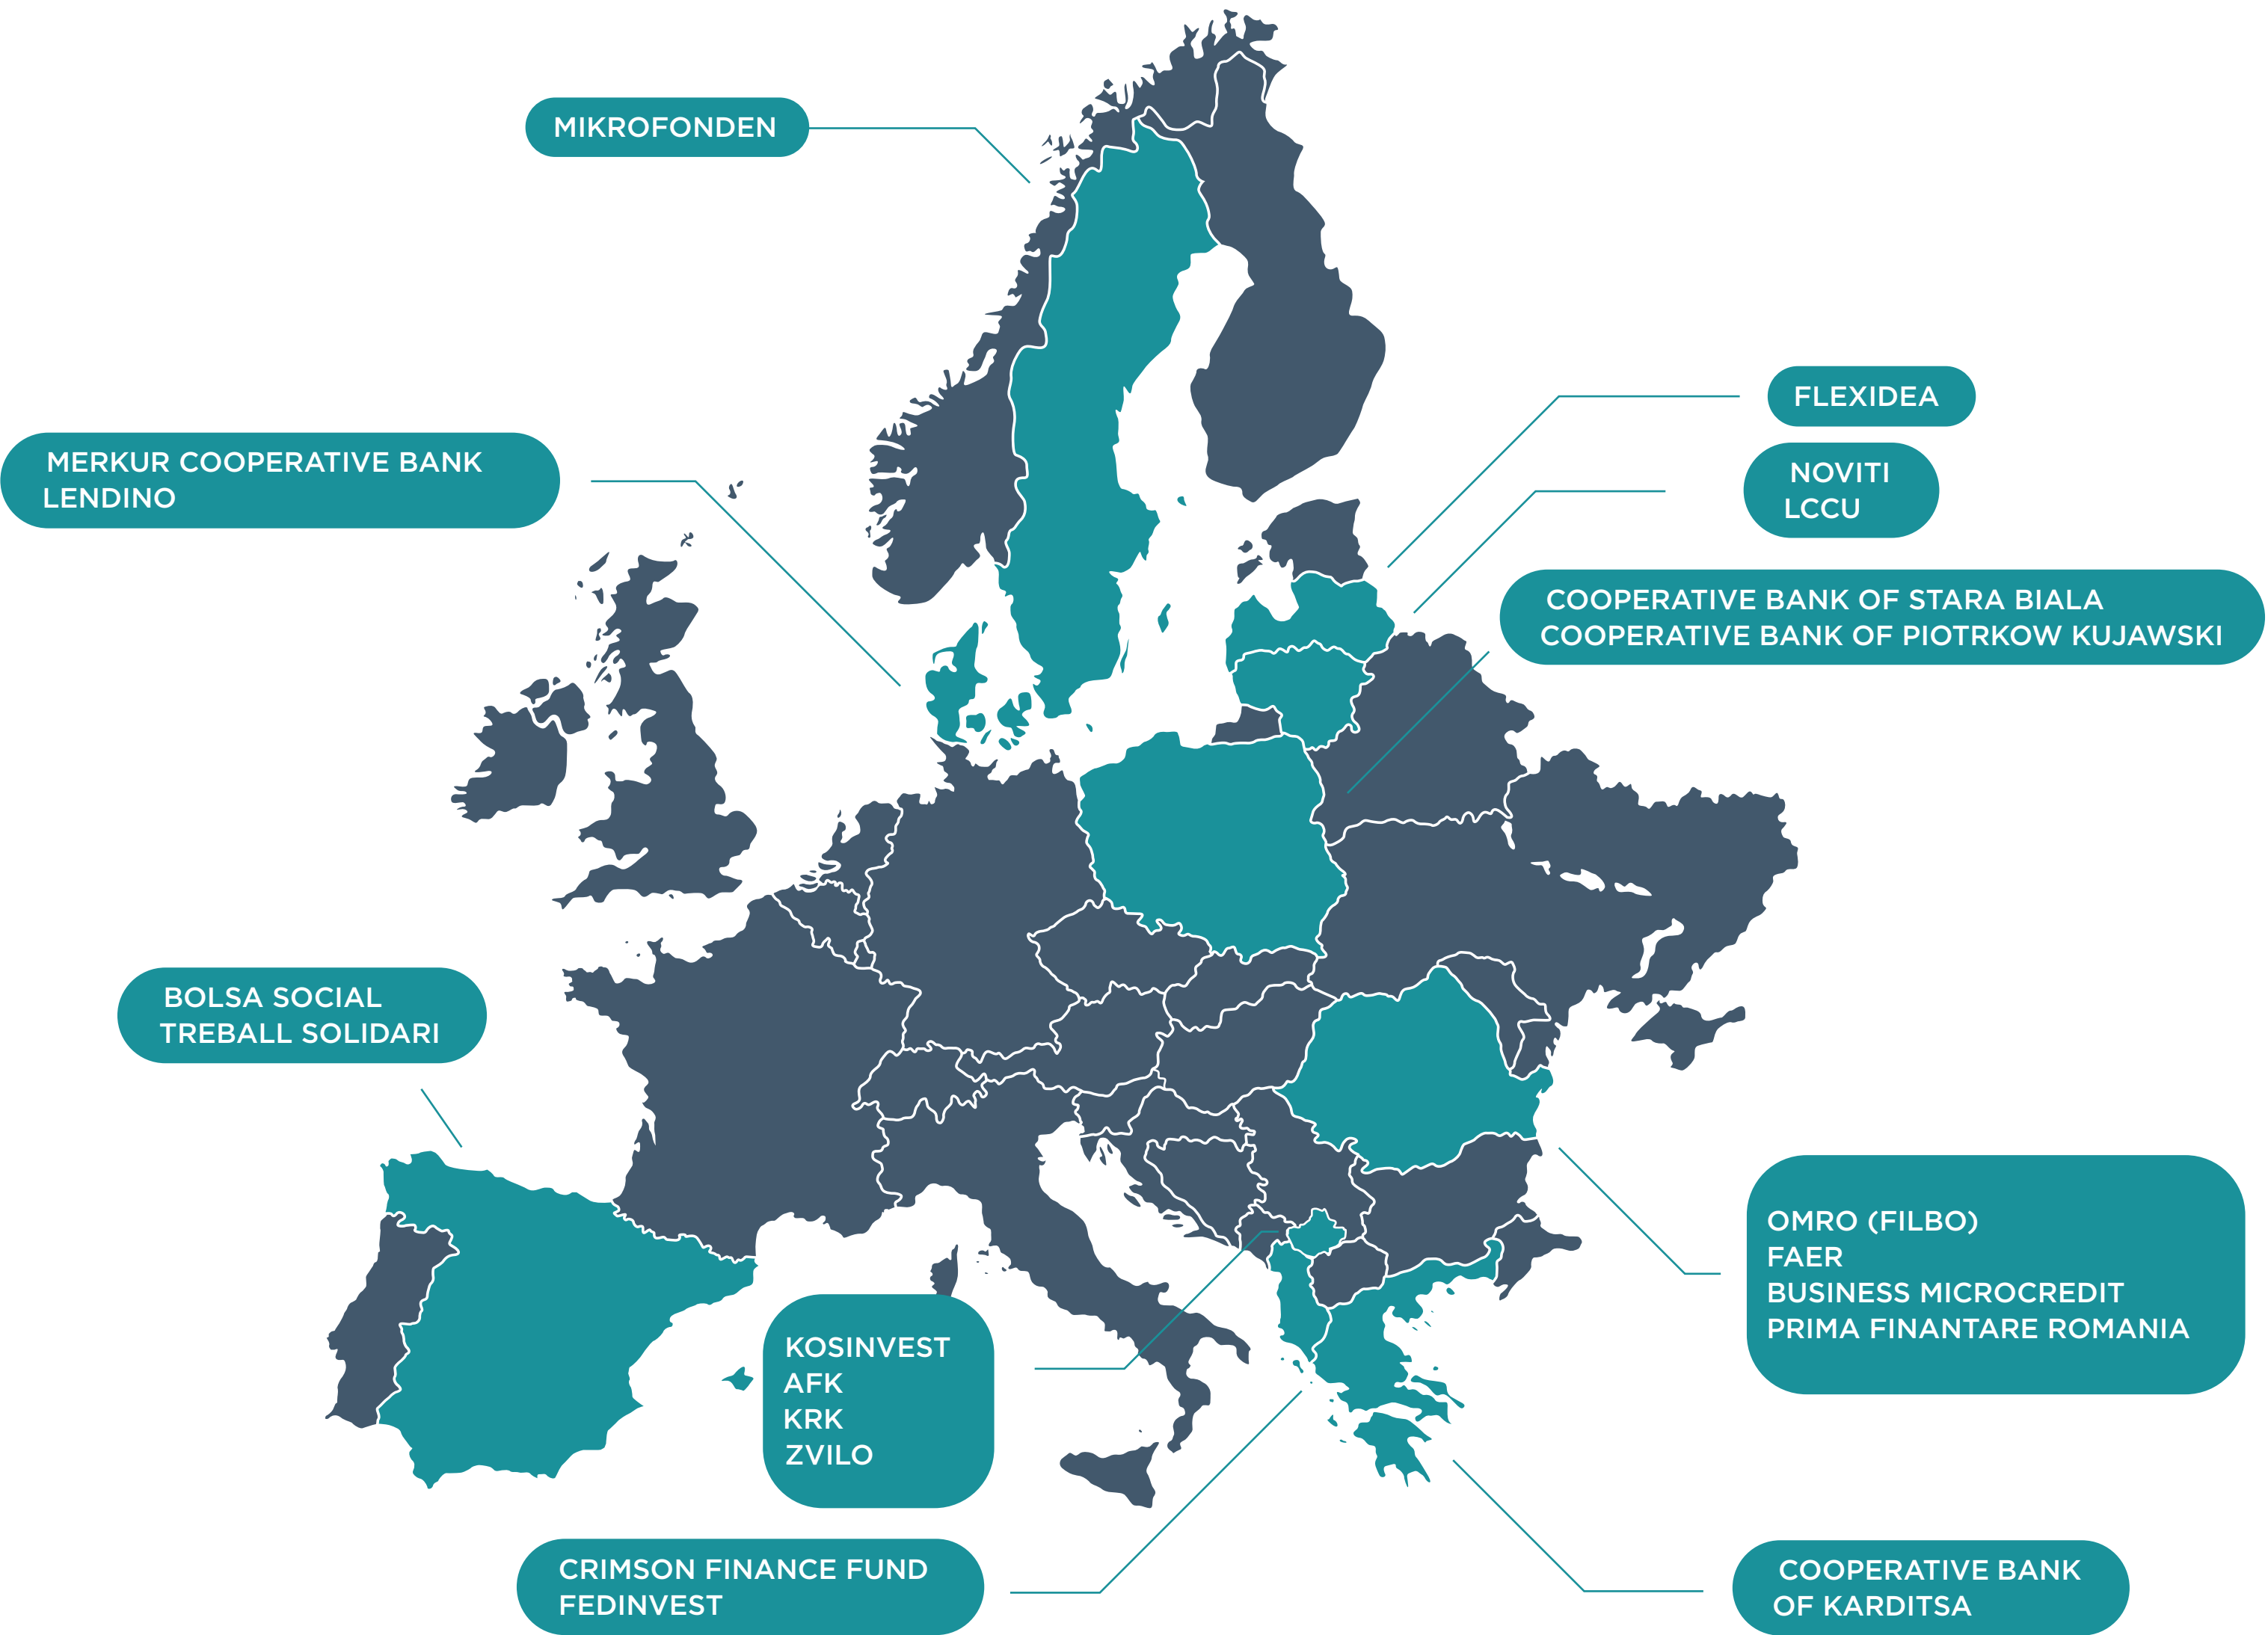 MIKROFONDEN
FLEXIDEA
MERKUR COOPERATIVE BANK
LENDINO
NOVITI
LCCU
COOPERATIVE BANK OF STARA BIALA
COOPERATIVE BANK OF PIOTRKOW KUJAWSKI
BOLSA SOCIAL
TREBALL SOLIDARI
OMRO (FILBO)
FAER
BUSINESS MICROCREDIT
PRIMA FINANTARE ROMANIA
KOSINVEST
AFK
KRK
ZVILO
CRIMSON FINANCE FUND
FEDINVEST
COOPERATIVE BANK
OF KARDITSA